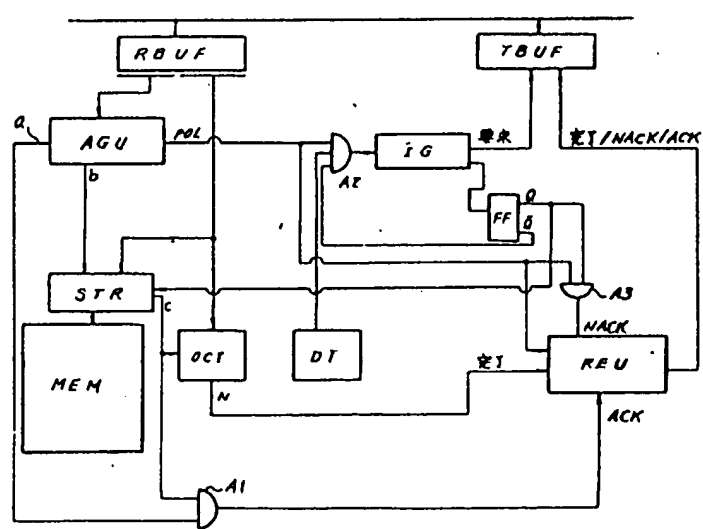 RBUF
TBUF
a
AGU
POL
A2
IG
要求
完了/NACK/ACK
b
FF
Q
Q̄
STR
c
A3
NACK
MEM
OCT
DT
完了
REU
N
ACK
A1